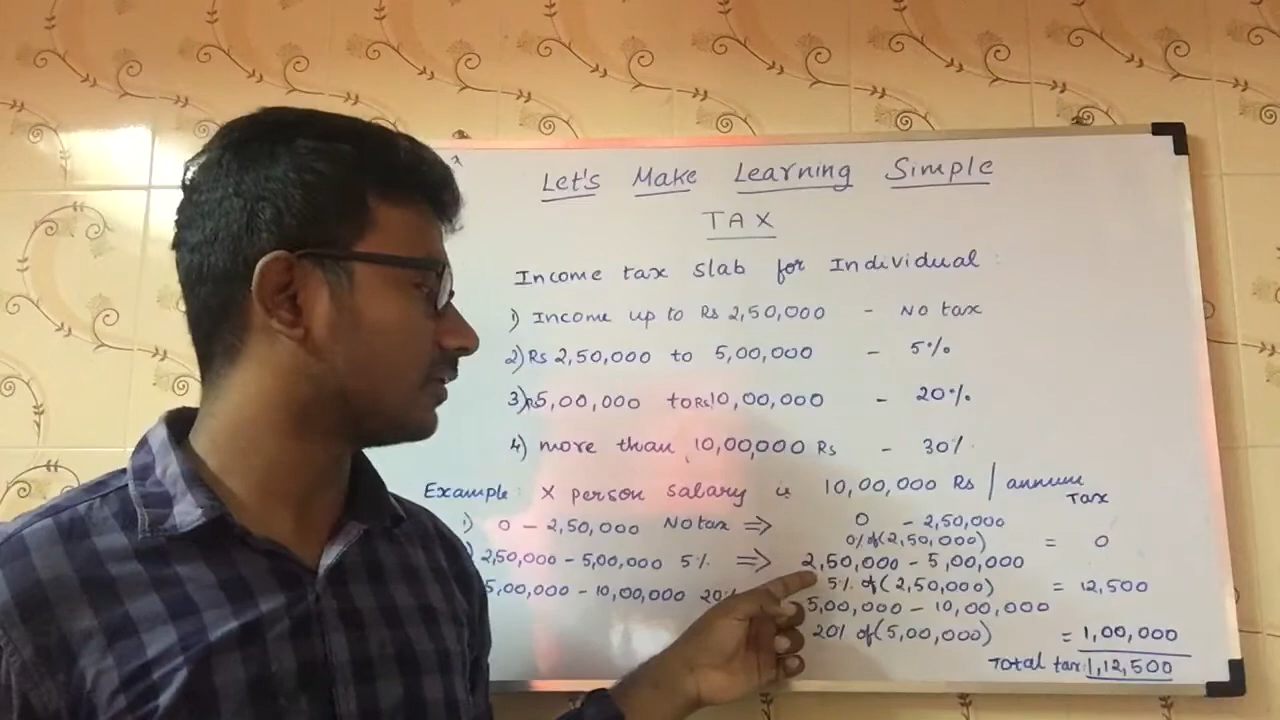 Let's Make Learning Simple
TAX
Income tax slab for Individual :
1) Income up to Rs 2,50,000 - No tax
2) Rs 2,50,000 to 5,00,000 - 5%
3) Rs 5,00,000 to Rs 10,00,000 - 20%
4) more than 10,00,000 Rs - 30%
Example: X person salary is 10,00,000 Rs / annum
Tax
1) 0 - 2,50,000 No tax ⇒ 0 - 2,50,000
0% of (2,50,000) = 0
) 2,50,000 - 5,00,000 5% ⇒ 2,50,000 - 5,00,000
5% of (2,50,000) = 12,500
5,00,000 - 10,00,000 20% 5,00,000 - 10,00,000
20% of (5,00,000) = 1,00,000
Total tax: 1,12,500